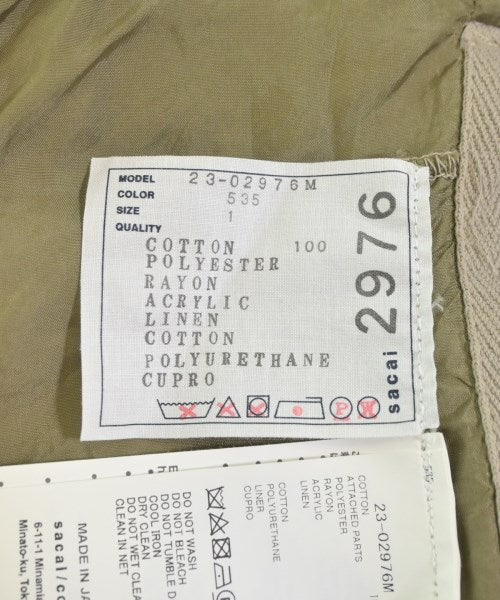 MODEL 23-02976M
COLOR 535
SIZE 1
QUALITY
COTTON 100
POLYESTER
RAYON
ACRYLIC
LINEN
COTTON
POLYURETHANE
CUPRO
sacai 2976
P W
23-02976M
COTTON
ATTACHED PARTS
POLYESTER
RAYON
ACRYLIC
LINEN
COTTON
POLYURETHANE
LINER
CUPRO
DO NOT WASH
DO NOT BLEACH
DO NOT TUMBLE D
COOL IRON
DRY CLEAN
DO NOT WET CLEA
CLEAN IN NET
MADE IN JA
sacai/co
6-11-1 Minamia
Minato-ku, Tok